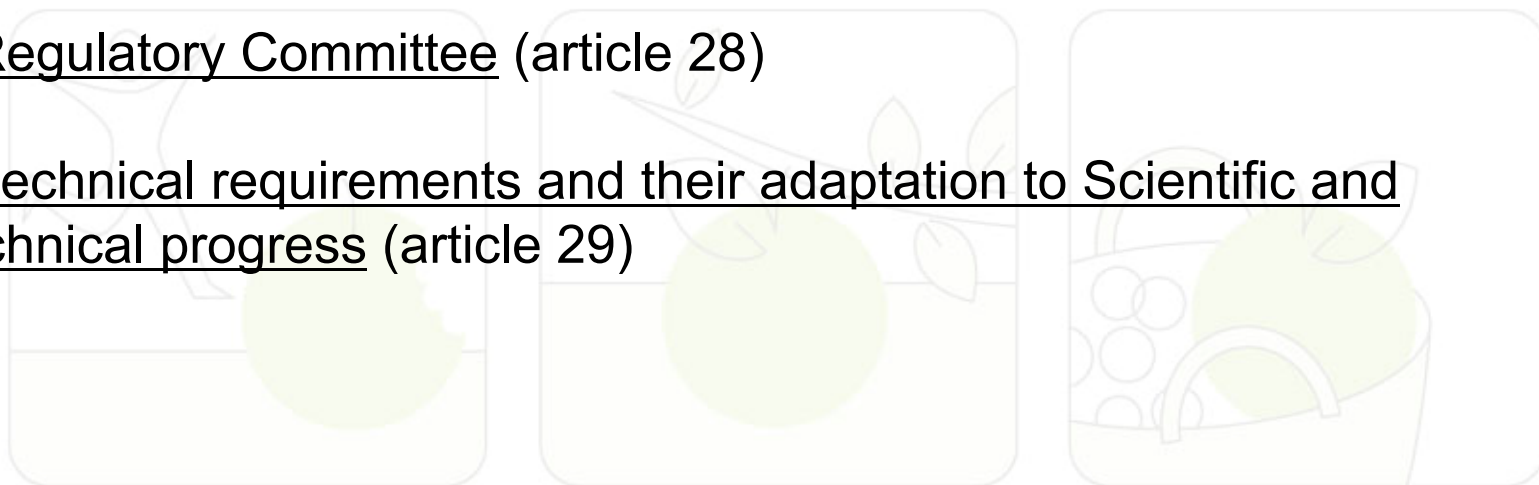 Regulatory Committee (article 28)
echnical requirements and their adaptation to Scientific and
chnical progress (article 29)